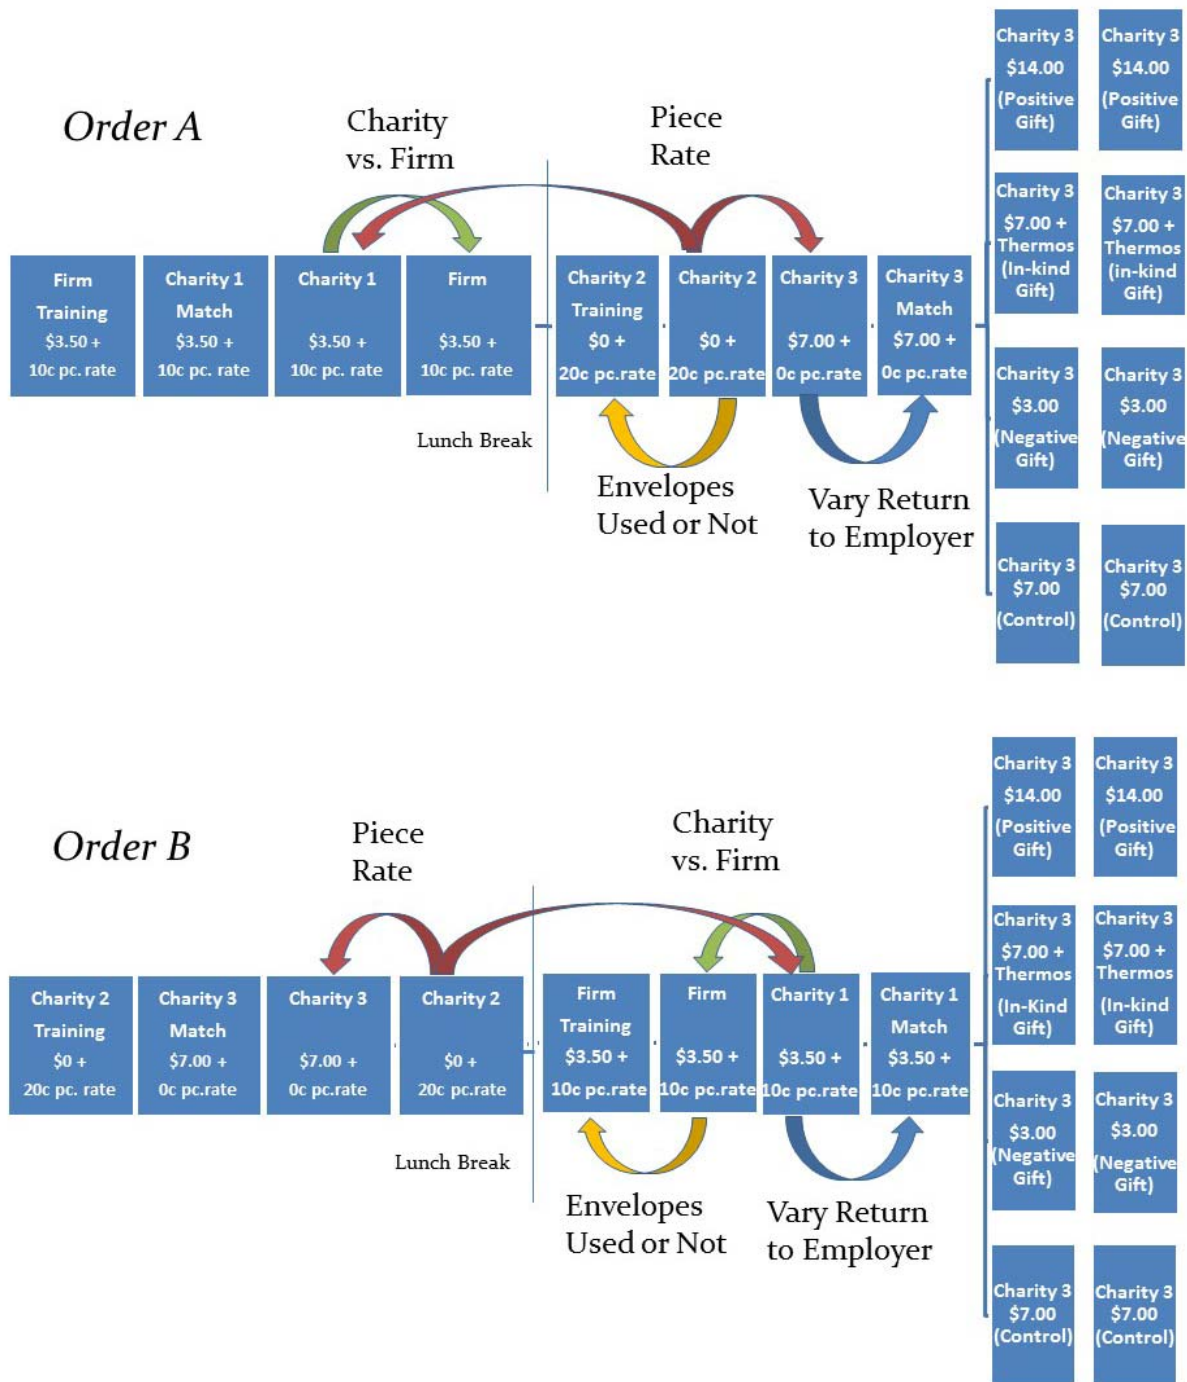 Order A
Charity
vs. Firm
Piece
Rate
Firm
Training
$3.50 +
10c pc. rate
Charity 1
Match
$3.50 +
10c pc. rate
Charity 1
$3.50 +
10c pc. rate
Firm
$3.50 +
10c pc. rate
Charity 2
Training
$0 +
20c pc.rate
Charity 2
$0 +
20c pc.rate
Charity 3
$7.00 +
0c pc.rate
Charity 3
Match
$7.00 +
0c pc.rate
Lunch Break
Envelopes
Used or Not
Vary Return
to Employer
Charity 3
$14.00
(Positive
Gift)
Charity 3
$14.00
(Positive
Gift)
Charity 3
$7.00 +
Thermos
(In-kind
Gift)
Charity 3
$7.00 +
Thermos
(in-kind
Gift)
Charity 3
$3.00
(Negative
Gift)
Charity 3
$3.00
(Negative
Gift)
Charity 3
$7.00
(Control)
Charity 3
$7.00
(Control)
Order B
Piece
Rate
Charity
vs. Firm
Charity 2
Training
$0 +
20c pc. rate
Charity 3
Match
$7.00 +
0c pc.rate
Charity 3
$7.00 +
0c pc.rate
Charity 2
$0 +
20c pc.rate
Firm
Training
$3.50 +
10c pc.rate
Firm
$3.50 +
10c pc.rate
Charity 1
$3.50 +
10c pc.rate
Charity 1
Match
$3.50 +
10c pc.rate
Lunch Break
Envelopes
Used or Not
Vary Return
to Employer
Charity 3
$14.00
(Positive
Gift)
Charity 3
$14.00
(Positive
Gift)
Charity 3
$7.00 +
Thermos
(In-Kind
Gift)
Charity 3
$7.00 +
Thermos
(In-kind
Gift)
Charity 3
$3.00
(Negative
Gift)
Charity 3
$3.00
(Negative
Gift)
Charity 3
$7.00
(Control)
Charity 3
$7.00
(Control)